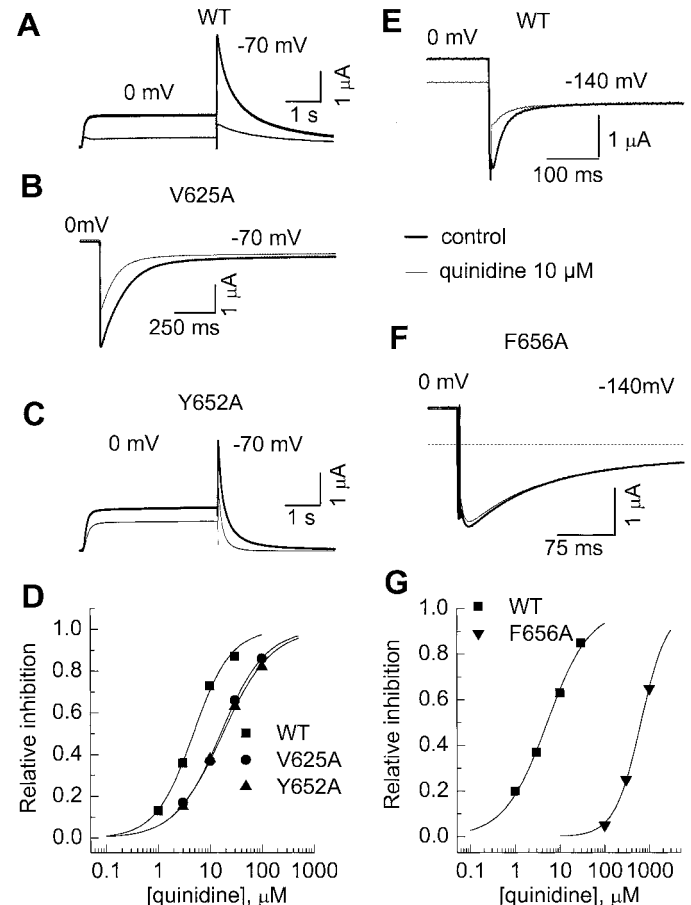 A
WT
0 mV
-70 mV
1 s
1 μA
B
V625A
0mV
-70 mV
250 ms
1 μA
C
Y652A
0 mV
-70 mV
1 s
1 μA
D
Relative inhibition
1.0
0.8
0.6
0.4
0.2
0.0
WT
V625A
Y652A
0.1 1 10 100 1000
[quinidine], μM
E
WT
0 mV
-140 mV
1 μA
100 ms
control
quinidine 10 μM
F
F656A
0 mV
-140mV
1 μA
75 ms
G
WT
F656A
Relative inhibition
1.0
0.8
0.6
0.4
0.2
0.0
0.1 1 10 100 1000
[quinidine], μM